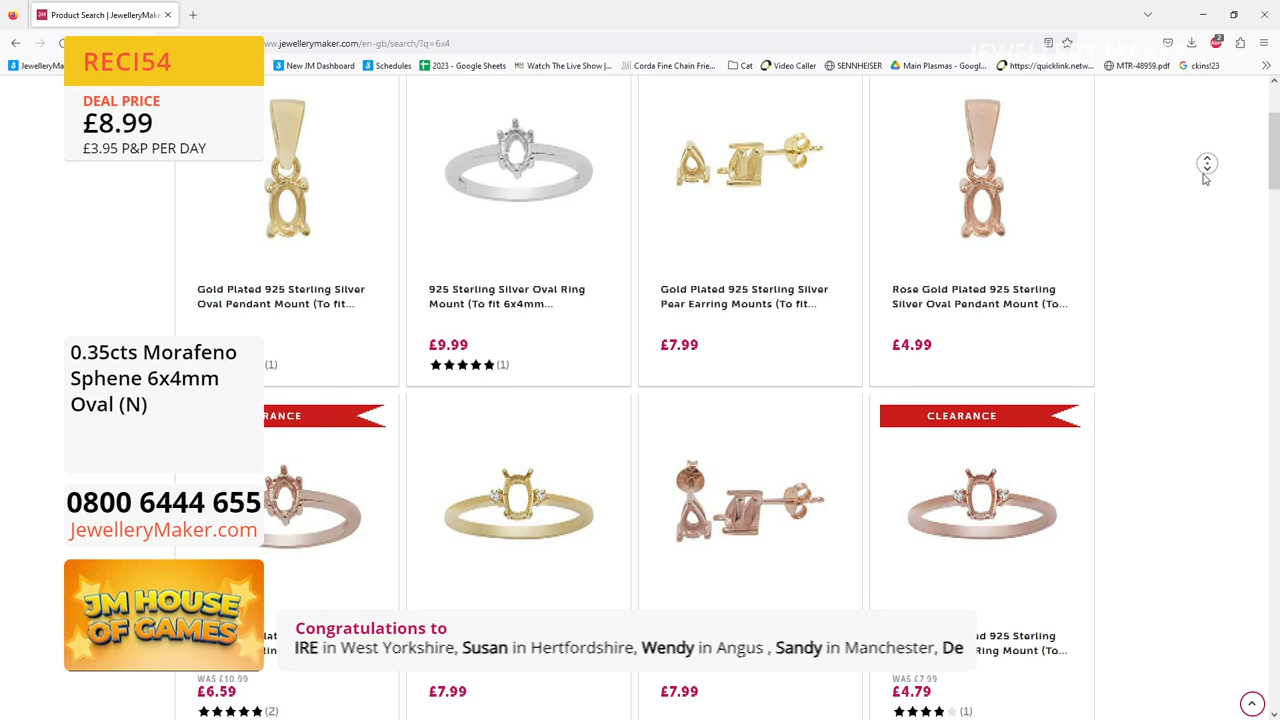 Product Search | JewelleryMake
ww.jewellerymaker.com/en-gb/search/?q=6x4
JewelleryMa
New JM Dashboard
Schedules
2023 - Google Sheets
Watch The Live Show | ...
Corda Fine Chain Frie...
Cat
Video Caller
SENNHEISER
Main Plasmas - Googl...
https://quicklink.netw...
MTR-48959.pdf
ckins!23
RECI54
DEAL PRICE
£8.99
£3.95 P&P PER DAY
Gold Plated 925 Sterling Silver
Oval Pendant Mount (To fit...
(1)
925 Sterling Silver Oval Ring
Mount (To fit 6x4mm...
£9.99
(1)
Gold Plated 925 Sterling Silver
Pear Earring Mounts (To fit...
£7.99
Rose Gold Plated 925 Sterling
Silver Oval Pendant Mount (To...
£4.99
0.35cts Morafeno
Sphene 6x4mm
Oval (N)
RANCE
CLEARANCE
0800 6444 655
JewelleryMaker.com
JM HOUSE
OF GAMES
Congratulations to
IRE in West Yorkshire, Susan in Hertfordshire, Wendy in Angus , Sandy in Manchester, De
WAS £10.99
£6.59
(2)
£7.99
£7.99
925 Sterling
Ring Mount (To...
WAS £7.99
£4.79
(1)